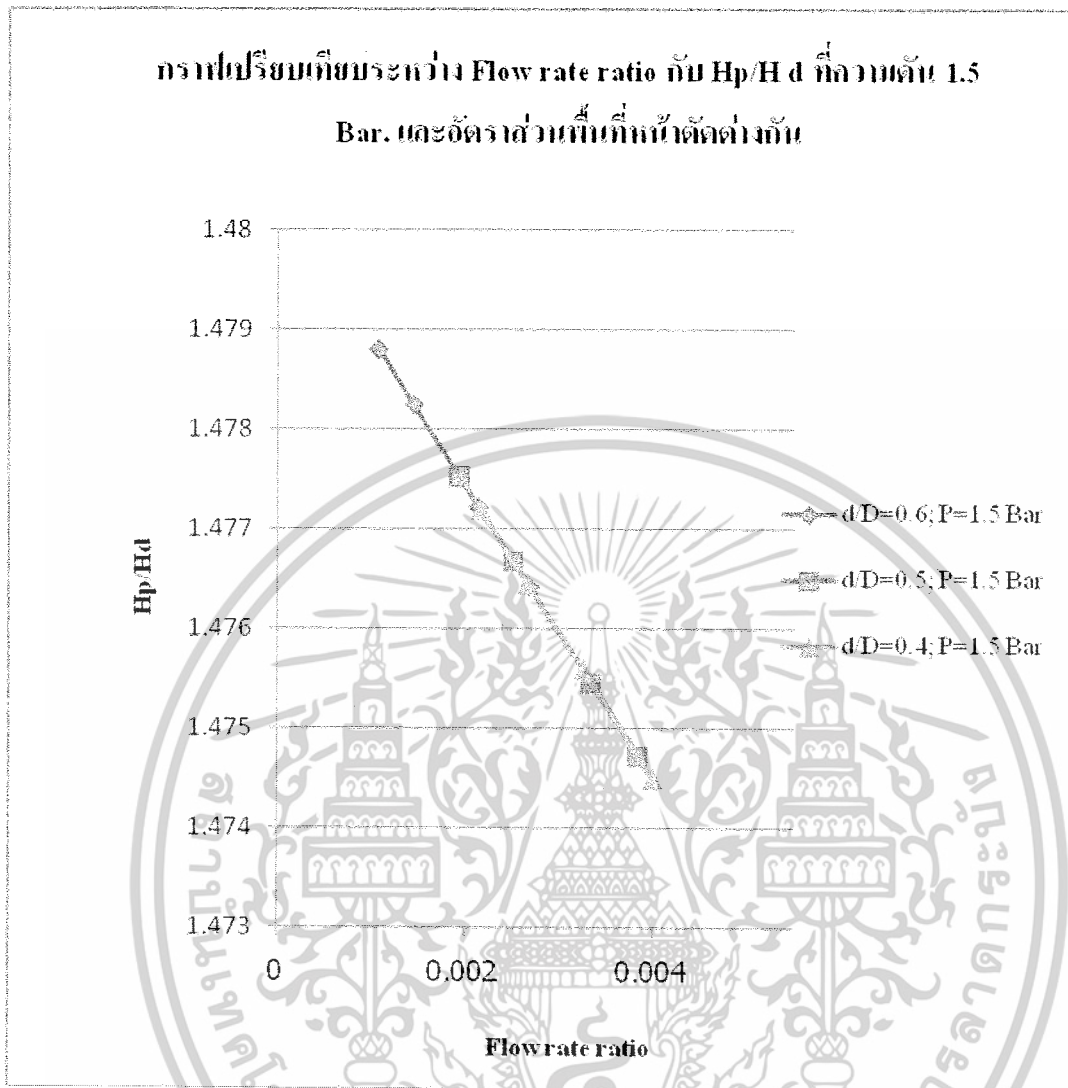 กราฟเปรียบเทียบระหว่าง Flow rate ratio กับ Hp/H d ที่ความดัน 1.5
Bar. และอัตราส่วนพื้นที่หน้าตัดต่างกัน
1.48
1.479
1.478
1.477
1.476
1.475
1.474
1.473
Hp/Hd
0
0.002
0.004
Flow rate ratio
d/D=0.6; P=1.5 Bar
d/D=0.5; P=1.5 Bar
d/D=0.4; P=1.5 Bar